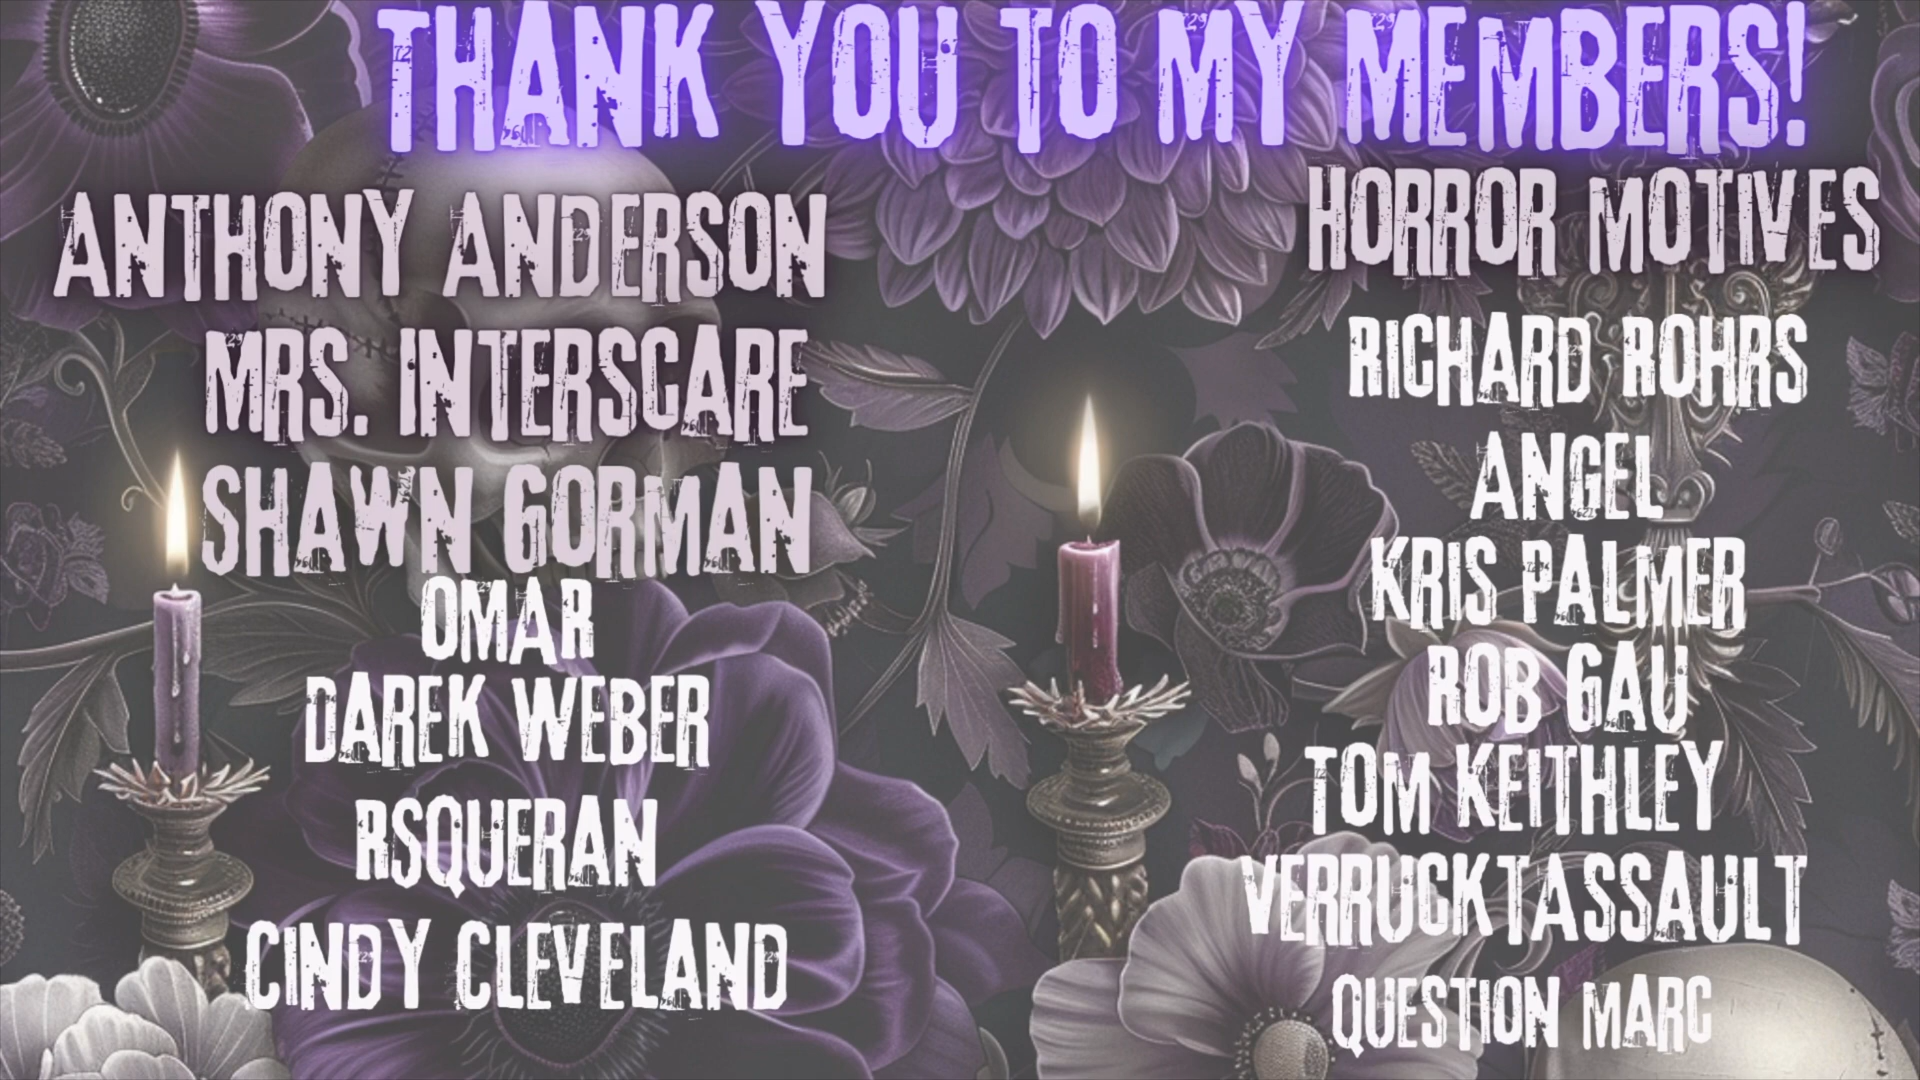 THANK YOU TO MY MEMBERS!
ANTHONY ANDERSON
MRS. INTERSCARE
SHAWN GORMAN
OMAR
DAREK WEBER
RSQUERAN
CINDY CLEVELAND
HORROR MOTIVES
RICHARD ROHRS
ANGEL
KRIS PALMER
ROB GAU
TOM KEITHLEY
VERRUCKTASSAULT
QUESTION MARC